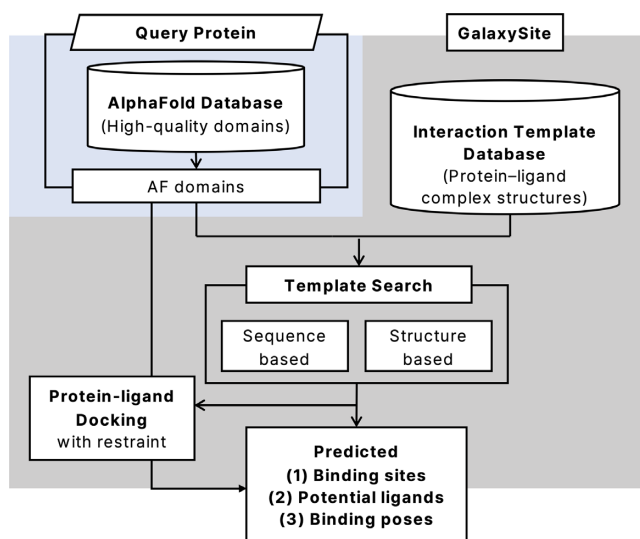 Query Protein
GalaxySite
AlphaFold Database
(High-quality domains)
Interaction Template
Database
(Protein–ligand
complex structures)
AF domains
Template Search
Sequence
based
Structure
based
Protein-ligand
Docking
with restraint
Predicted
(1) Binding sites
(2) Potential ligands
(3) Binding poses